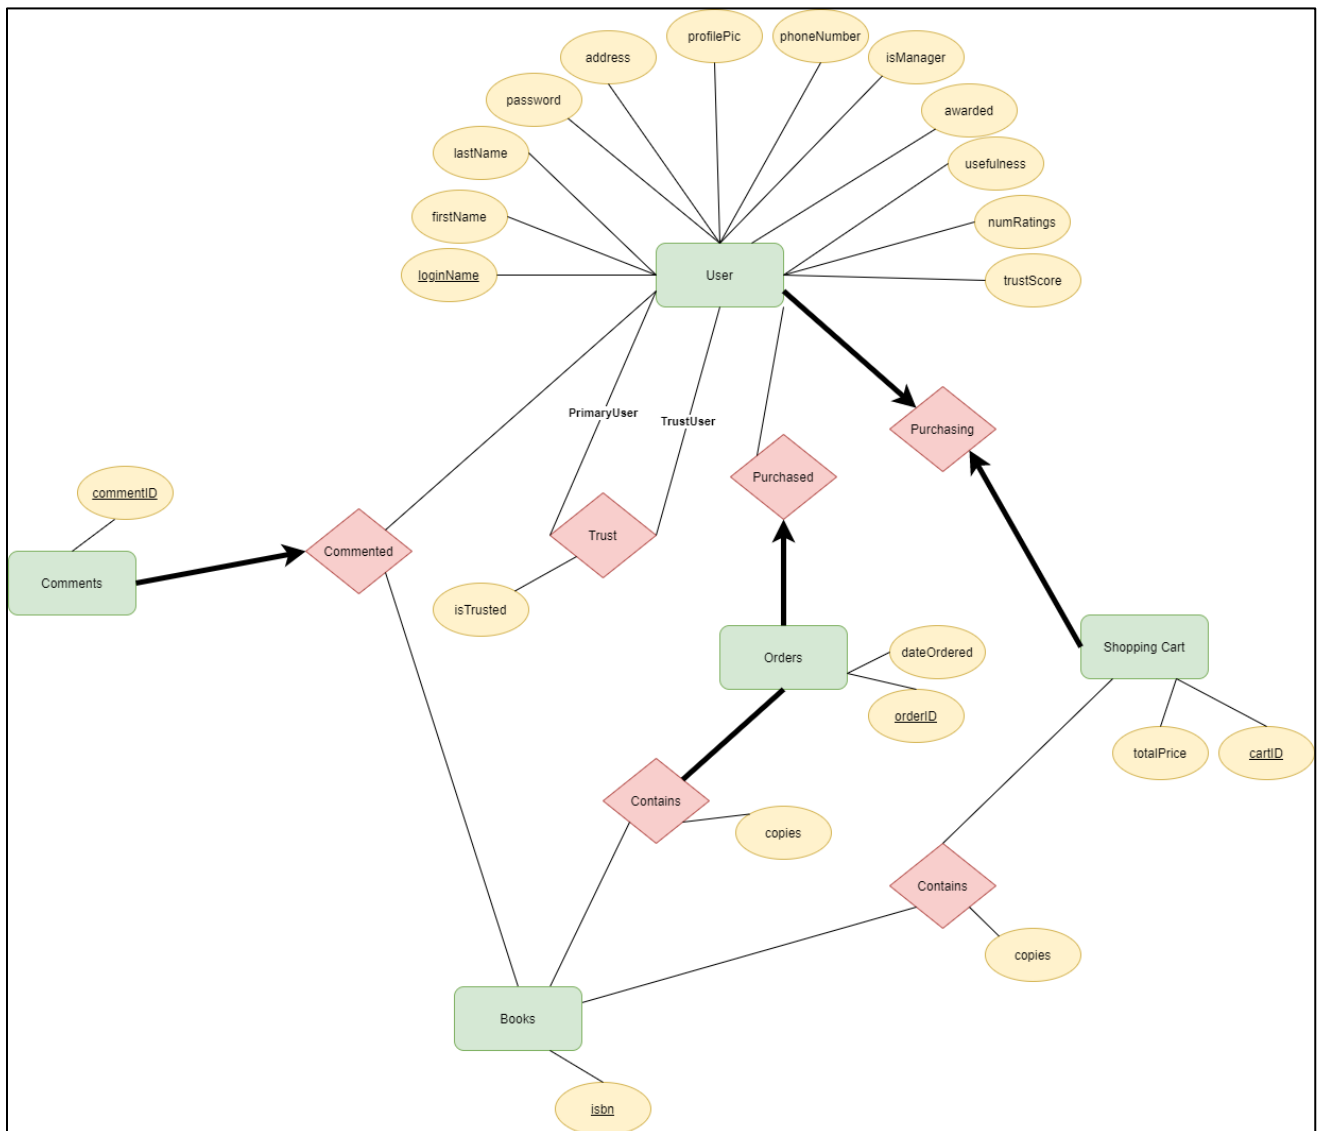 profilePic
phoneNumber
address
isManager
password
awarded
lastName
usefulness
firstName
numRatings
loginName
User
trustScore
PrimaryUser
TrustUser
Purchasing
Purchased
commentID
Commented
Trust
Comments
isTrusted
Orders
dateOrdered
Shopping Cart
orderID
totalPrice
cartID
Contains
copies
Contains
copies
Books
isbn